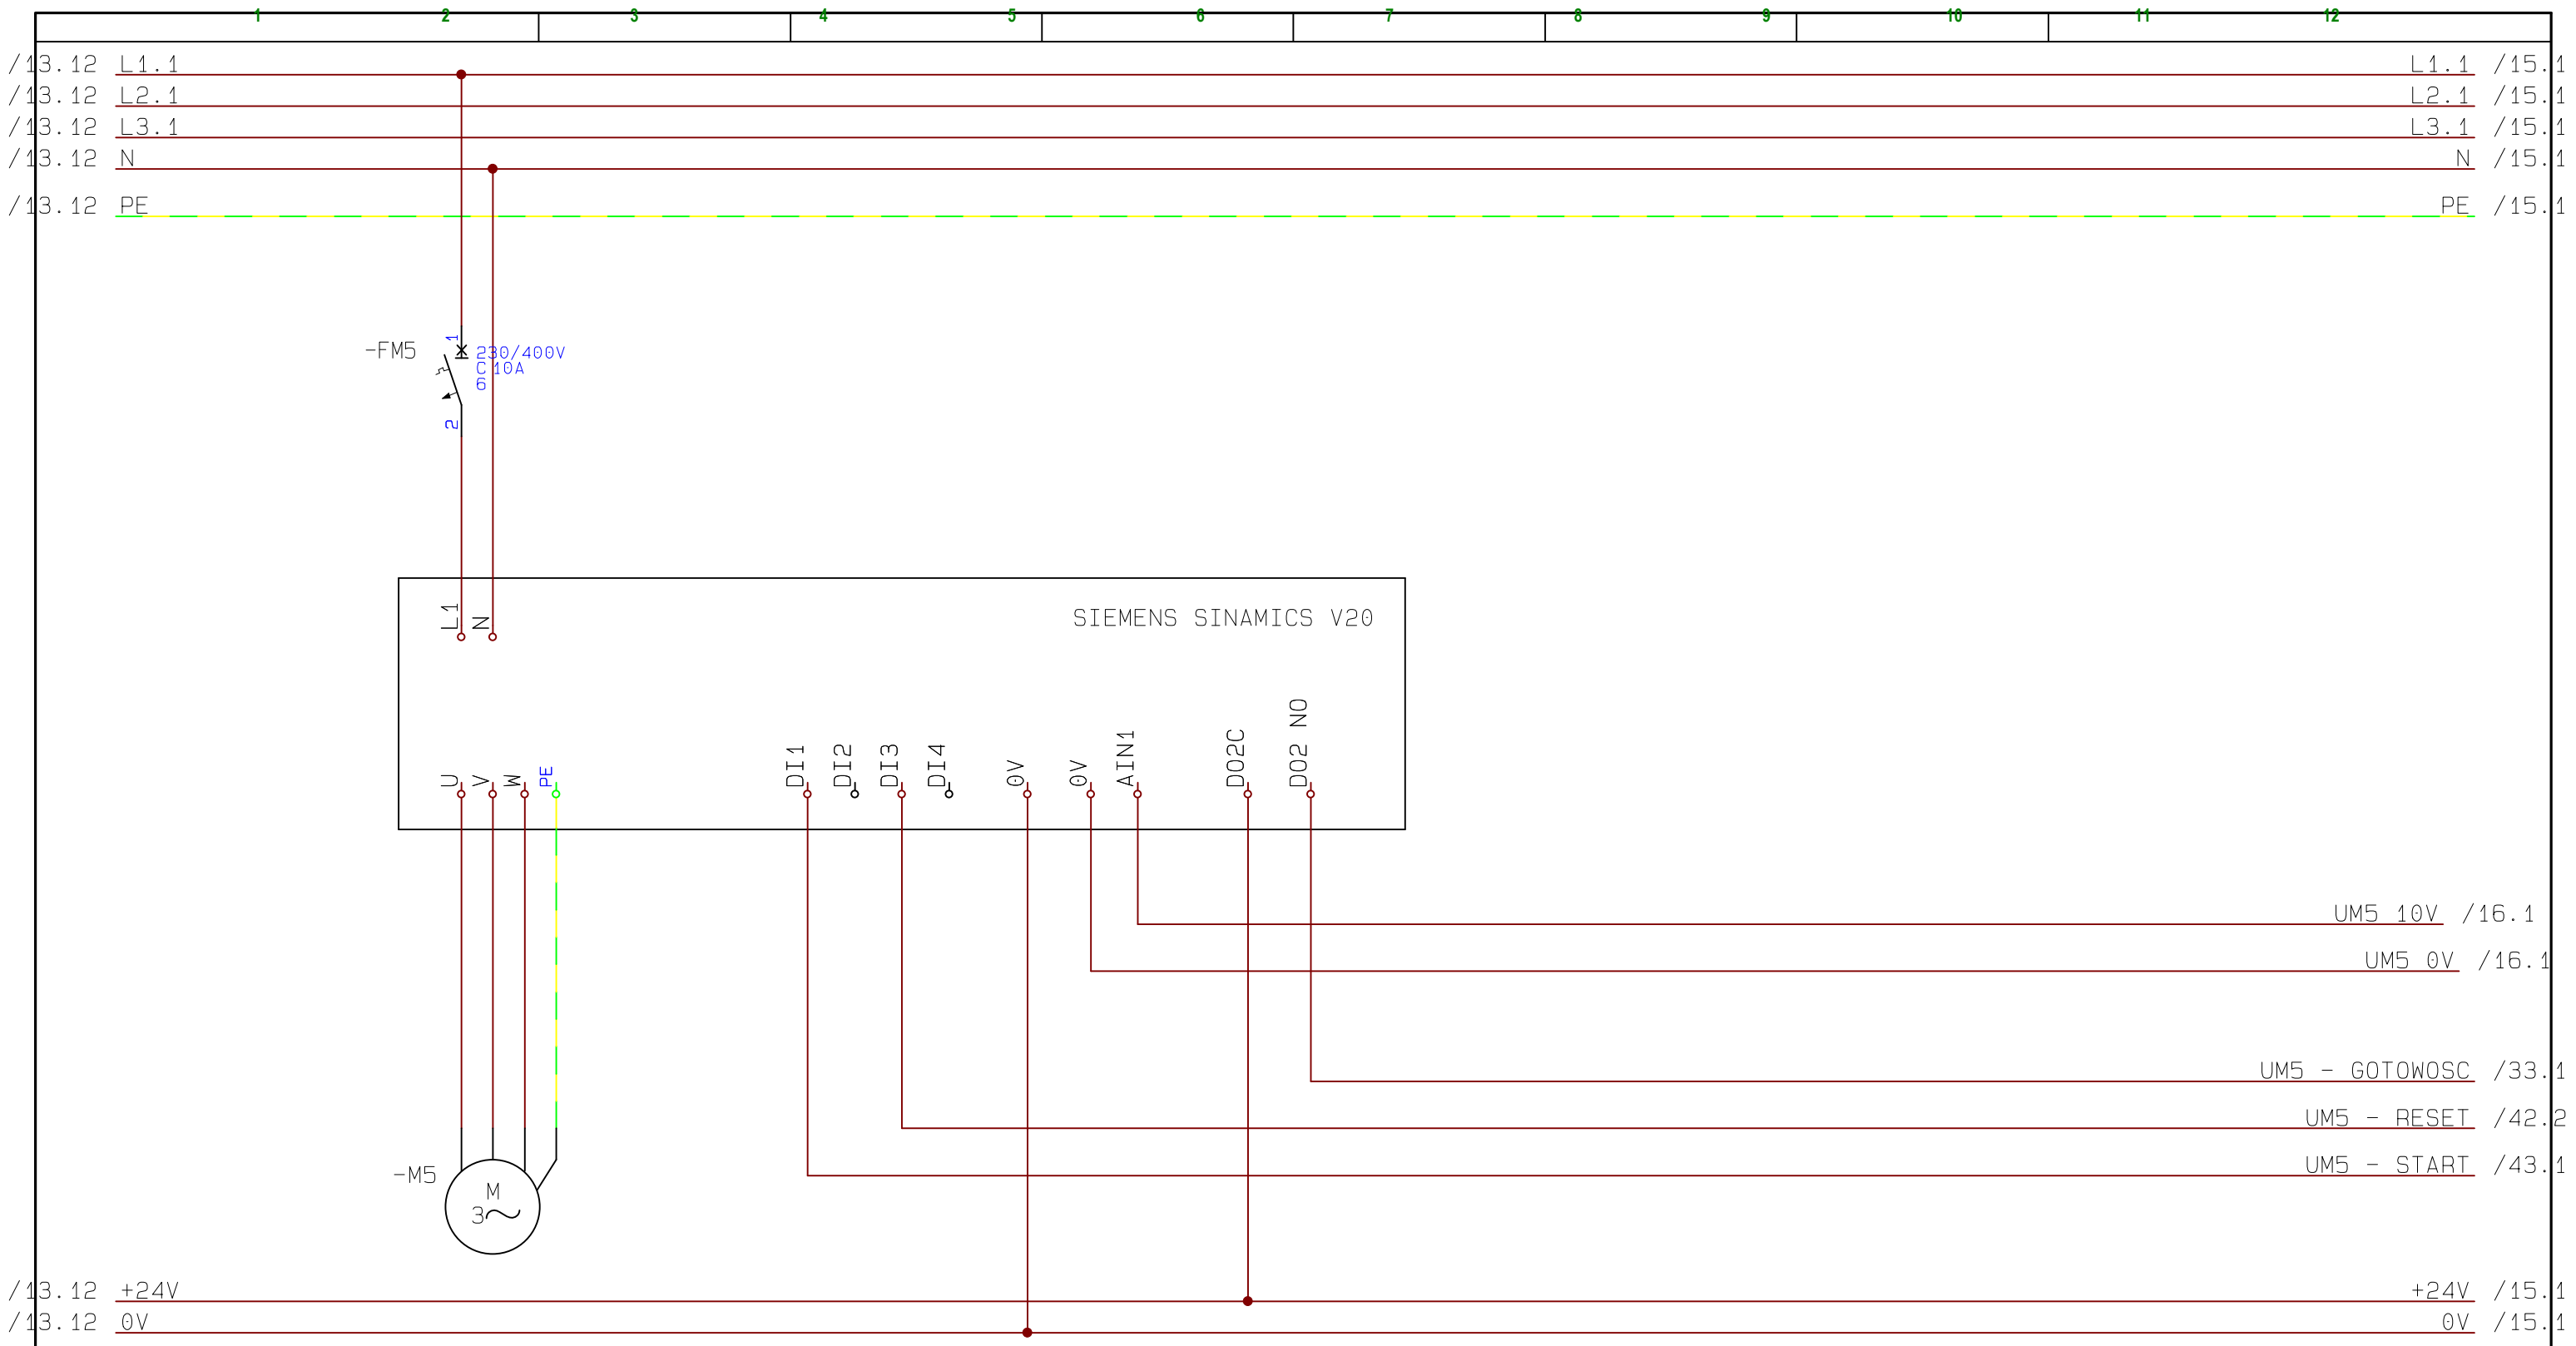 1 2 3 4 5 6 7 8 9 10 11 12
/13.12 L1.1 L1.1 /15.1
/13.12 L2.1 L2.1 /15.1
/13.12 L3.1 L3.1 /15.1
/13.12 N N /15.1
/13.12 PE PE /15.1
-FM5 1 230/400V
C 10A
6
2
L1 N SIEMENS SINAMICS V20
U V W PE DI1 DI2 DI3 DI4 0V 0V AIN1 DO2C DO2 NO
UM5 10V /16.1
UM5 0V /16.1
UM5 - GOTOWOSC /33.1
UM5 - RESET /42.2
UM5 - START /43.1
-M5
M
3~
/13.12 +24V +24V /15.1
/13.12 0V 0V /15.1